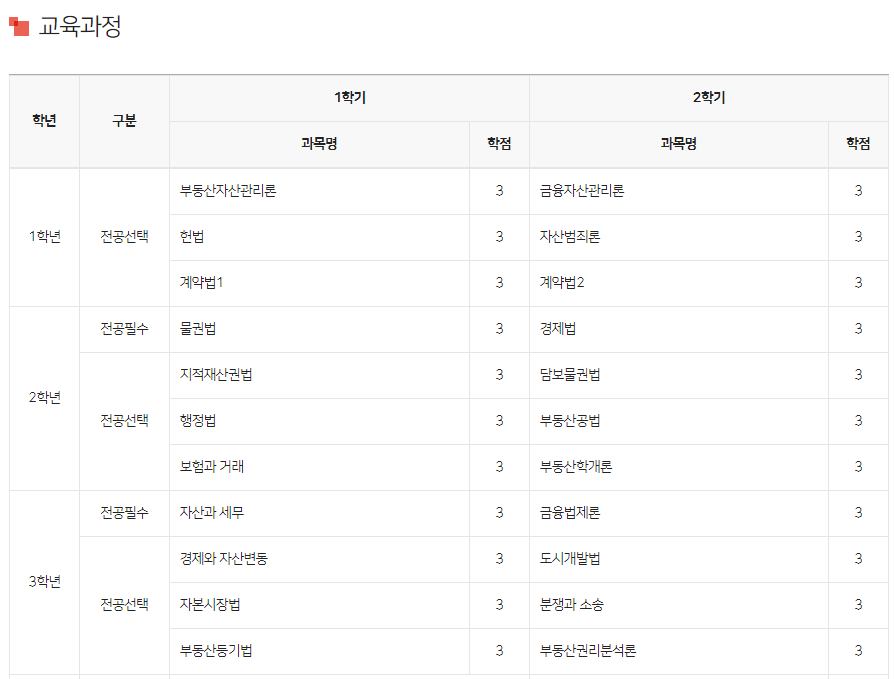 교육과정
학년 구분 1학기 2학기
과목명 학점 과목명 학점
1학년 전공선택 부동산자산관리론 3 금융자산관리론 3
헌법 3 자산범죄론 3
계약법1 3 계약법2 3
2학년 전공필수 물권법 3 경제법 3
전공선택 지적재산권법 3 담보물권법 3
행정법 3 부동산공법 3
보험과 거래 3 부동산학개론 3
3학년 전공필수 자산과 세무 3 금융법제론 3
전공선택 경제와 자산변동 3 도시개발법 3
자본시장법 3 분쟁과 소송 3
부동산등기법 3 부동산권리분석론 3